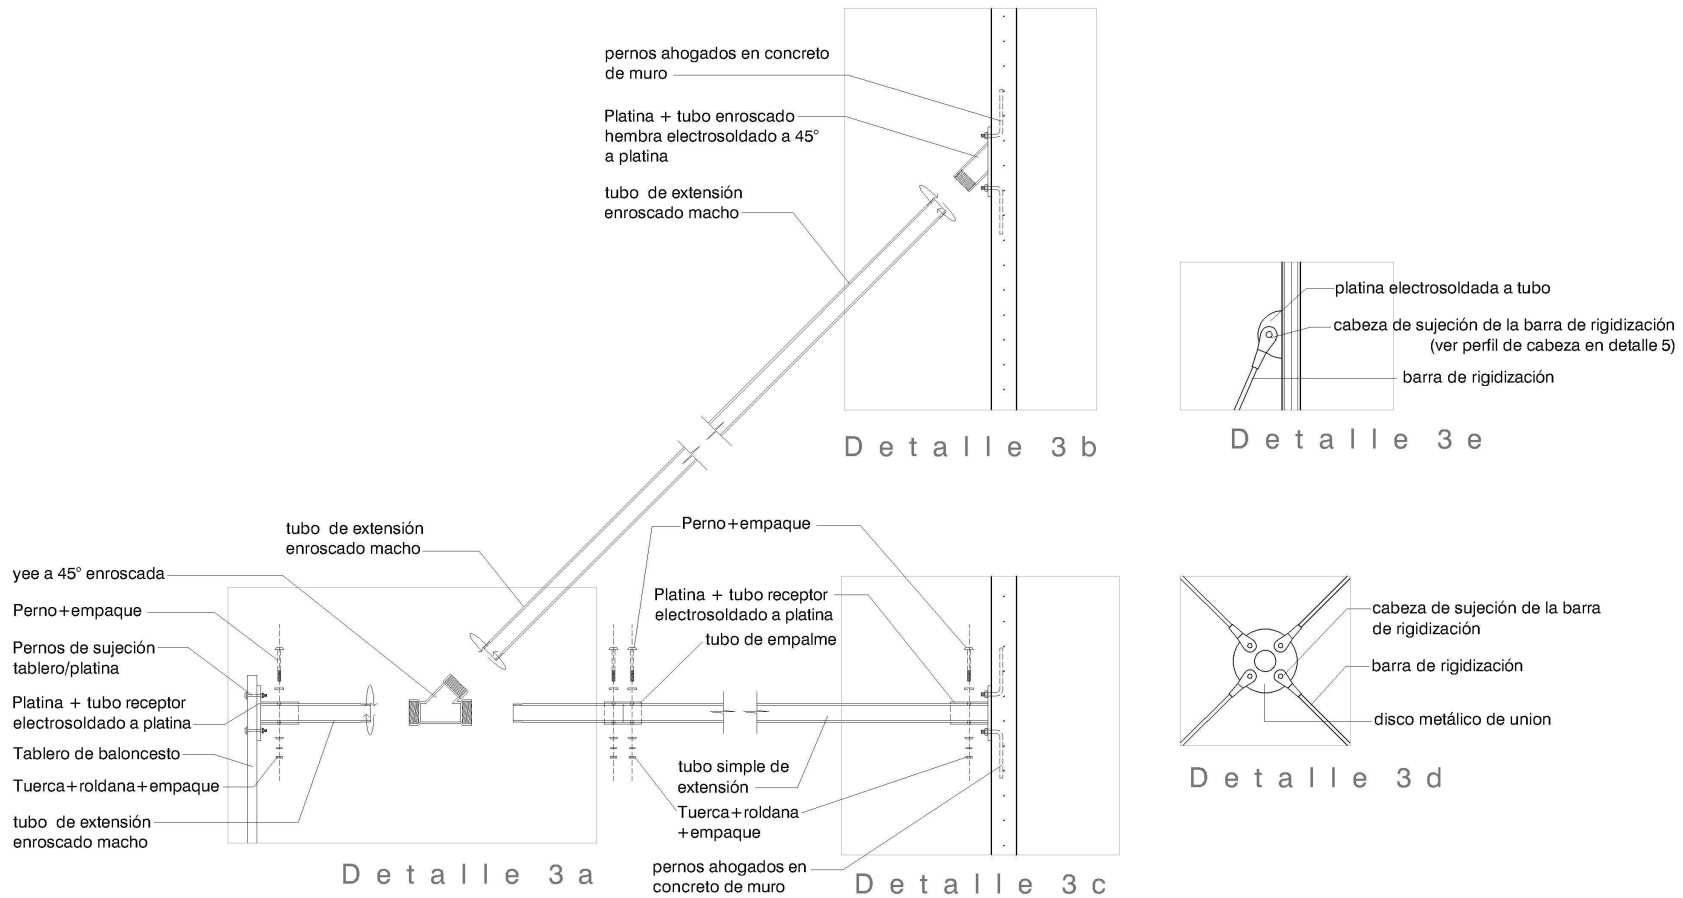 pernos ahogados en concreto
de muro
Platina + tubo enroscado
hembra electrosoldado a 45°
a platina
tubo de extensión
enroscado macho
Detalle 3b
platina electrosoldada a tubo
cabeza de sujeción de la barra de rigidización
(ver perfil de cabeza en detalle 5)
barra de rigidización
Detalle 3e
tubo de extensión
enroscado macho
yee a 45° enroscada
Perno+empaque
Pernos de sujeción
tablero/platina
Platina + tubo receptor
electrosoldado a platina
Tablero de baloncesto
Tuerca+roldana+empaque
tubo de extensión
enroscado macho
Detalle 3a
Perno+empaque
Platina + tubo receptor
electrosoldado a platina
tubo de empalme
tubo simple de
extensión
Tuerca+roldana
+empaque
pernos ahogados en
concreto de muro
Detalle 3c
cabeza de sujeción de la barra
de rigidización
barra de rigidización
disco metálico de union
Detalle 3d